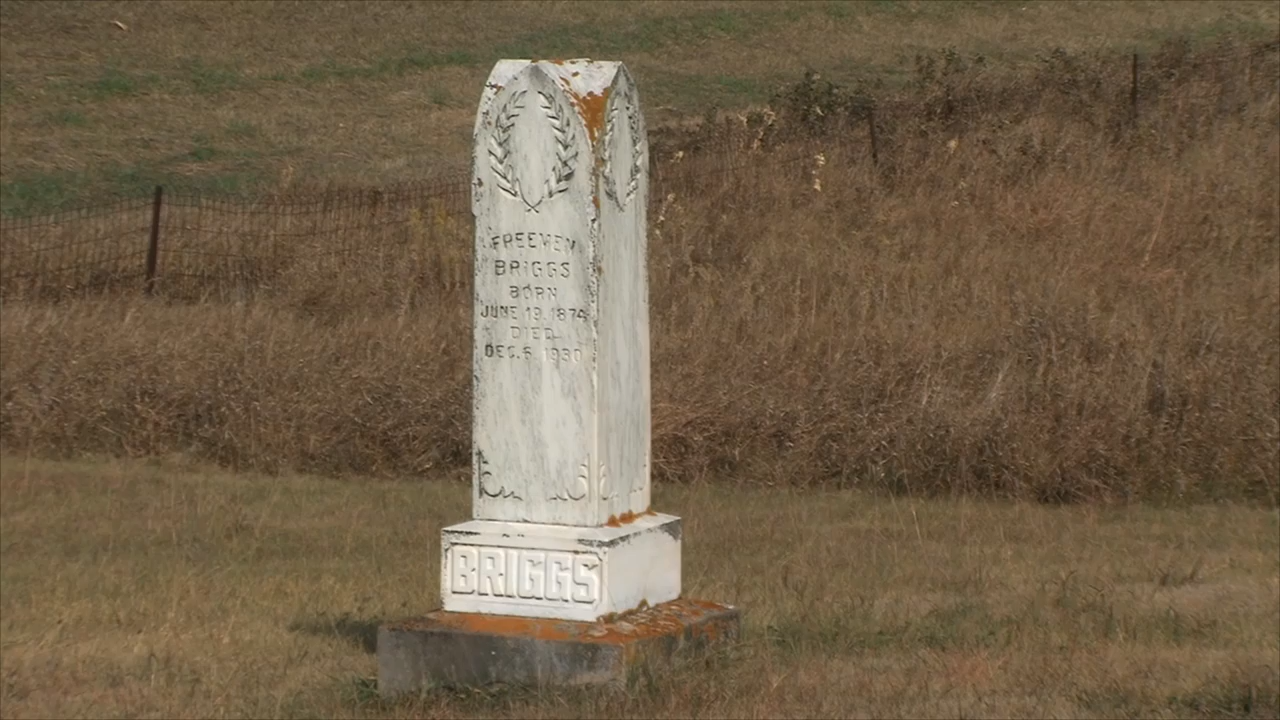 FREEMEN
BRIGGS
BORN
JUNE 19. 1874
DIED
DEC. 6. 1930
BRIGGS